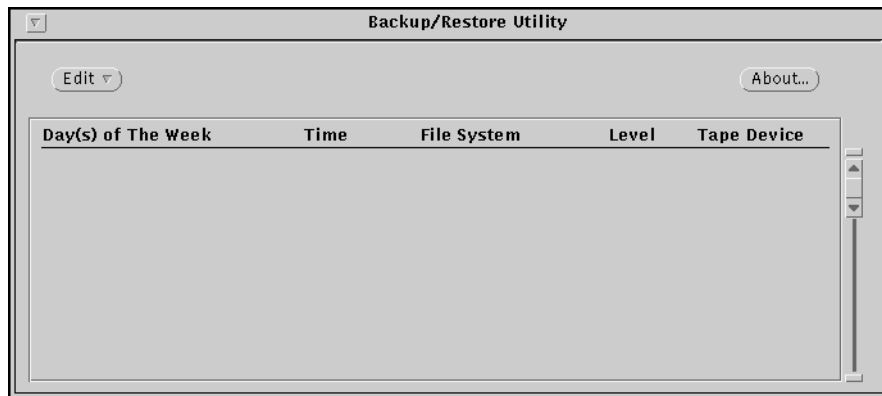 Backup/Restore Utility
Edit
About...
Day(s) of The Week Time File System Level Tape Device